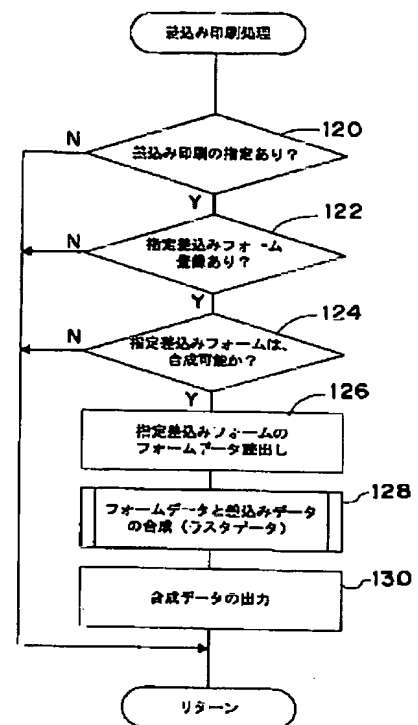 差込み印刷処理
120
N
差込み印刷の指定あり?
Y
122
N
指定差込みフォーム
登録あり?
Y
124
N
指定差込みフォームは、
合成可能か?
Y
126
指定差込みフォームの
フォームデータ読出し
128
フォームデータと差込みデータ
の合成(ラスタデータ)
130
合成データの出力
リターン